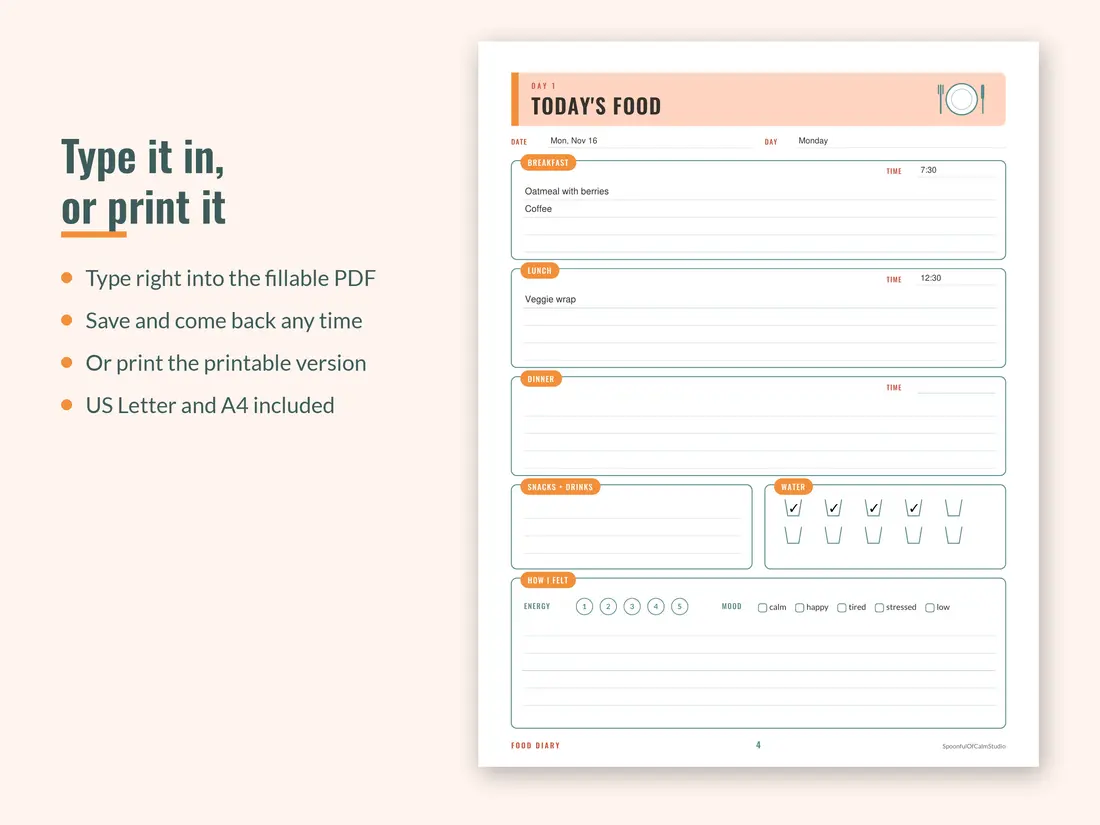 Type it in,
or print it
Type right into the fillable PDF
Save and come back any time
Or print the printable version
US Letter and A4 included
DAY 1
TODAY'S FOOD
DATE Mon, Nov 16 DAY Monday
BREAKFAST
TIME 7:30
Oatmeal with berries
Coffee
LUNCH
TIME 12:30
Veggie wrap
DINNER
TIME
SNACKS + DRINKS WATER
✓ ✓ ✓ ✓
HOW I FELT
ENERGY 1 2 3 4 5 MOOD calm happy tired stressed low
FOOD DIARY 4 SpoonfulOfCalmStudio